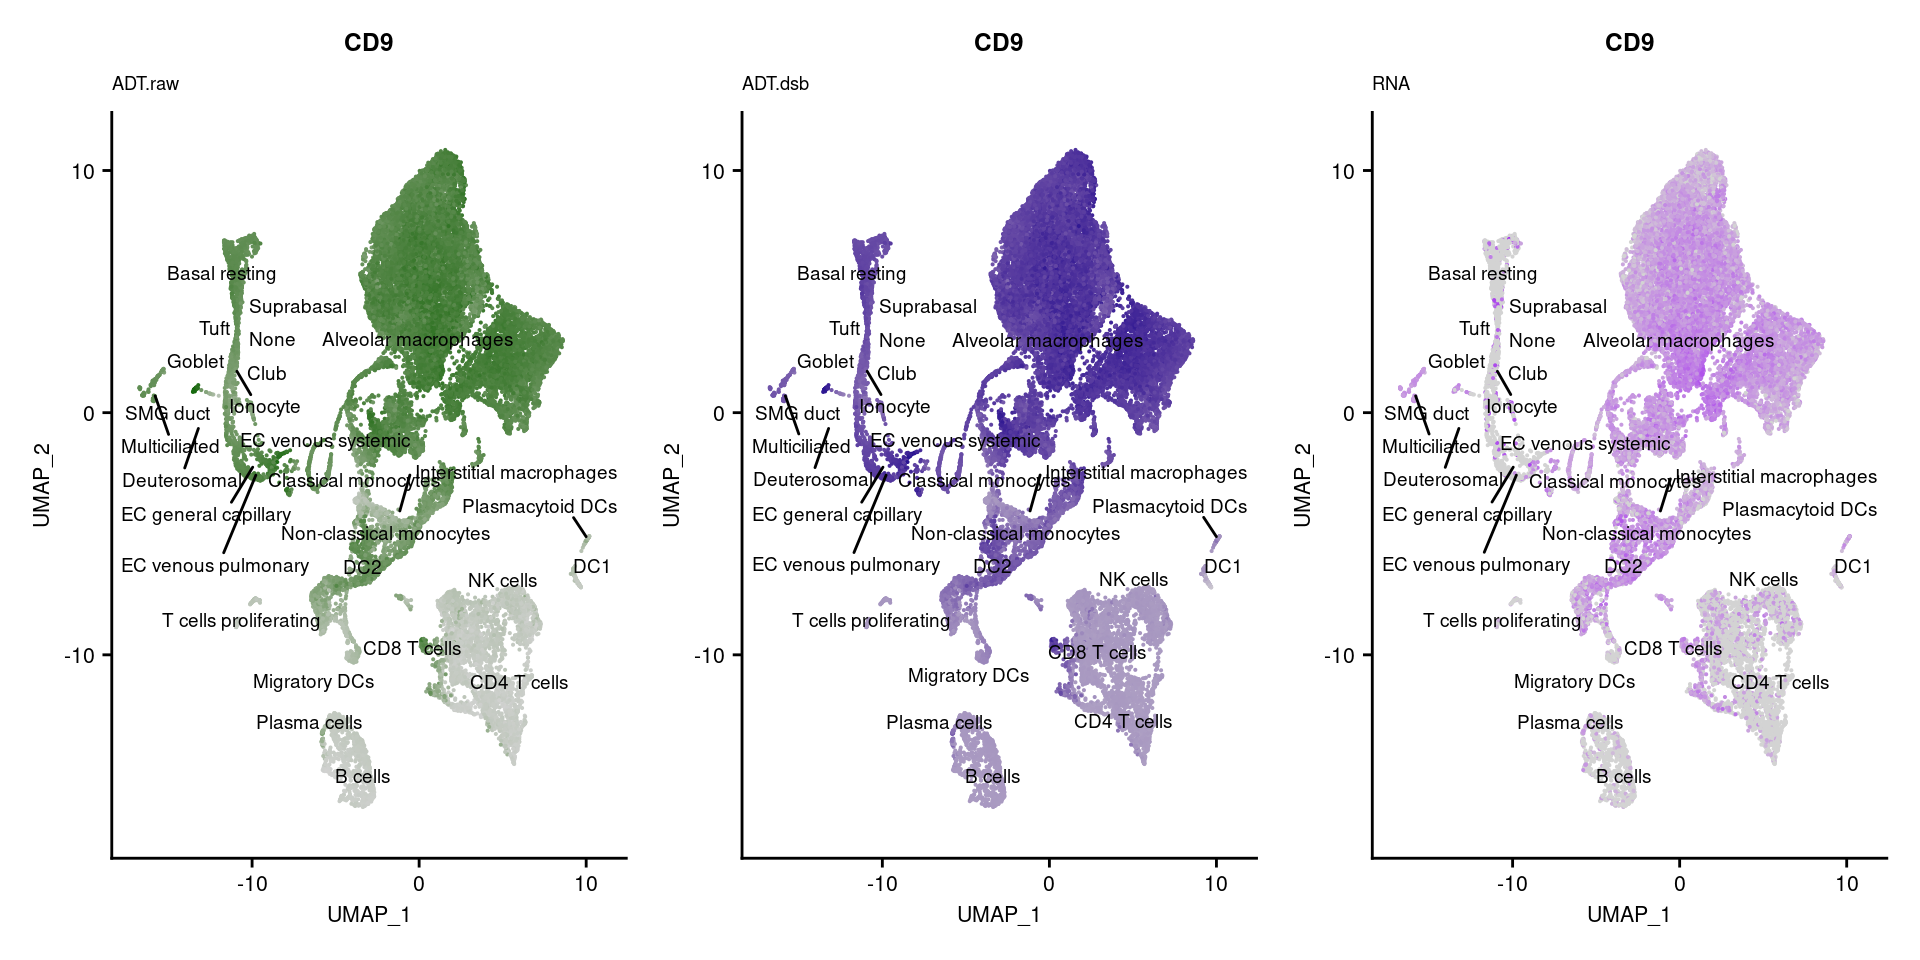 CD9
ADT.raw
10
0
-10
UMAP_2
Basal resting
Suprabasal
Tuft
None
Alveolar macrophages
Goblet
Club
SMG duct
Ionocyte
Multiciliated
EC venous systemic
Deuterosomal
Classical monocytes
Interstitial macrophages
EC general capillary
Plasmacytoid DCs
Non-classical monocytes
EC venous pulmonary
DC2
DC1
NK cells
T cells proliferating
CD8 T cells
Migratory DCs
CD4 T cells
Plasma cells
B cells
-10
0
10
UMAP_1
CD9
ADT.dsb
10
0
-10
UMAP_2
Basal resting
Suprabasal
Tuft
None
Alveolar macrophages
Goblet
Club
SMG duct
Ionocyte
Multiciliated
EC venous systemic
Deuterosomal
Classical monocytes
Interstitial macrophages
EC general capillary
Plasmacytoid DCs
Non-classical monocytes
EC venous pulmonary
DC2
DC1
NK cells
T cells proliferating
CD8 T cells
Migratory DCs
CD4 T cells
Plasma cells
B cells
-10
0
10
UMAP_1
CD9
RNA
10
0
-10
UMAP_2
Basal resting
Suprabasal
Tuft
None
Alveolar macrophages
Goblet
Club
SMG duct
Ionocyte
Multiciliated
EC venous systemic
Deuterosomal
Classical monocytes
Interstitial macrophages
EC general capillary
Plasmacytoid DCs
Non-classical monocytes
EC venous pulmonary
DC2
DC1
NK cells
T cells proliferating
CD8 T cells
Migratory DCs
CD4 T cells
Plasma cells
B cells
-10
0
10
UMAP_1